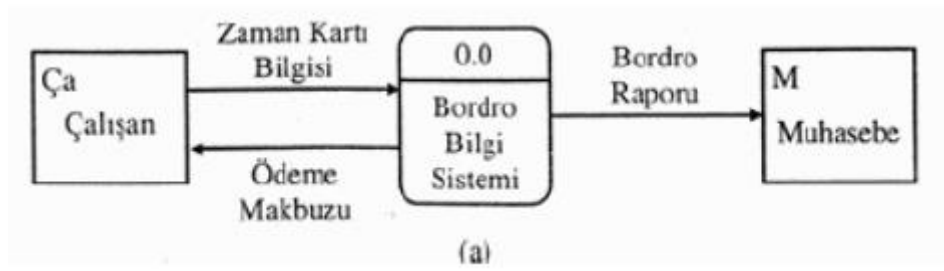 Ça
Çalışan
Zaman Kartı
Bilgisi
Ödeme
Makbuzu
0.0
Bordro
Bilgi
Sistemi
Bordro
Raporu
M
Muhasebe
(a)